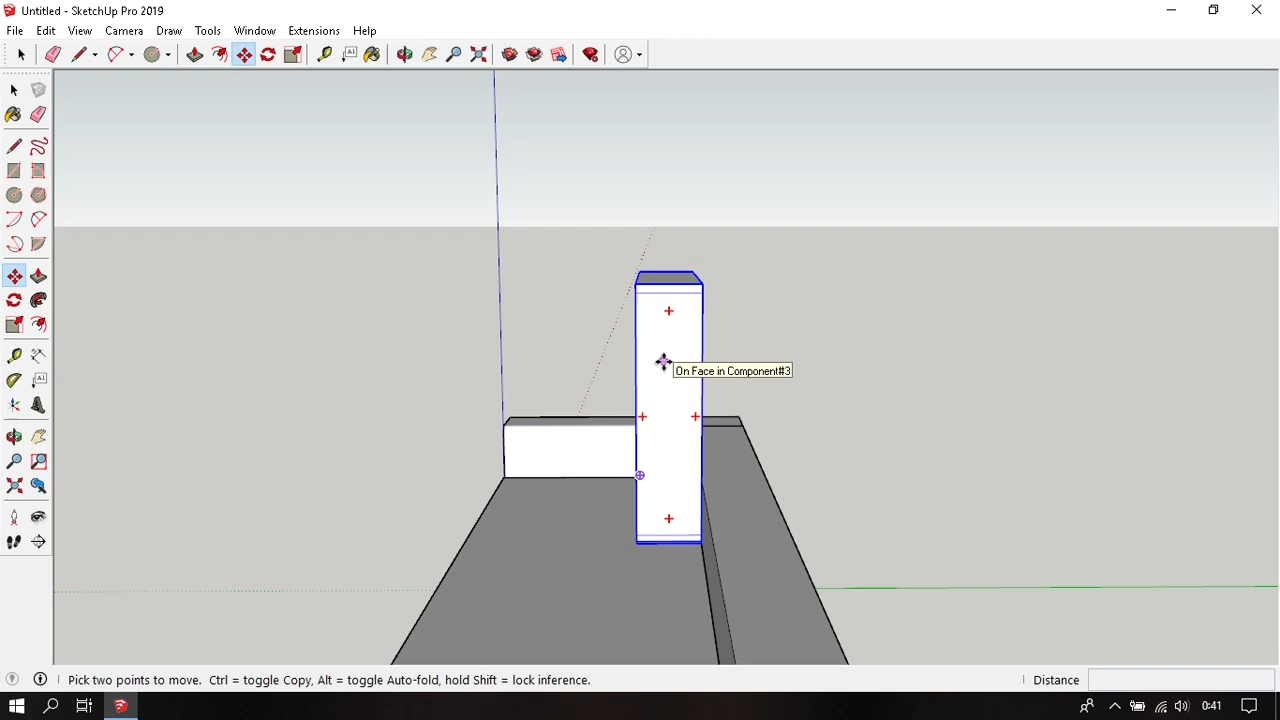 Untitled - SketchUp Pro 2019
File Edit View Camera Draw Tools Window Extensions Help
On Face in Component#3
Pick two points to move. Ctrl = toggle Copy, Alt = toggle Auto-fold, hold Shift = lock inference.
Distance
0:41